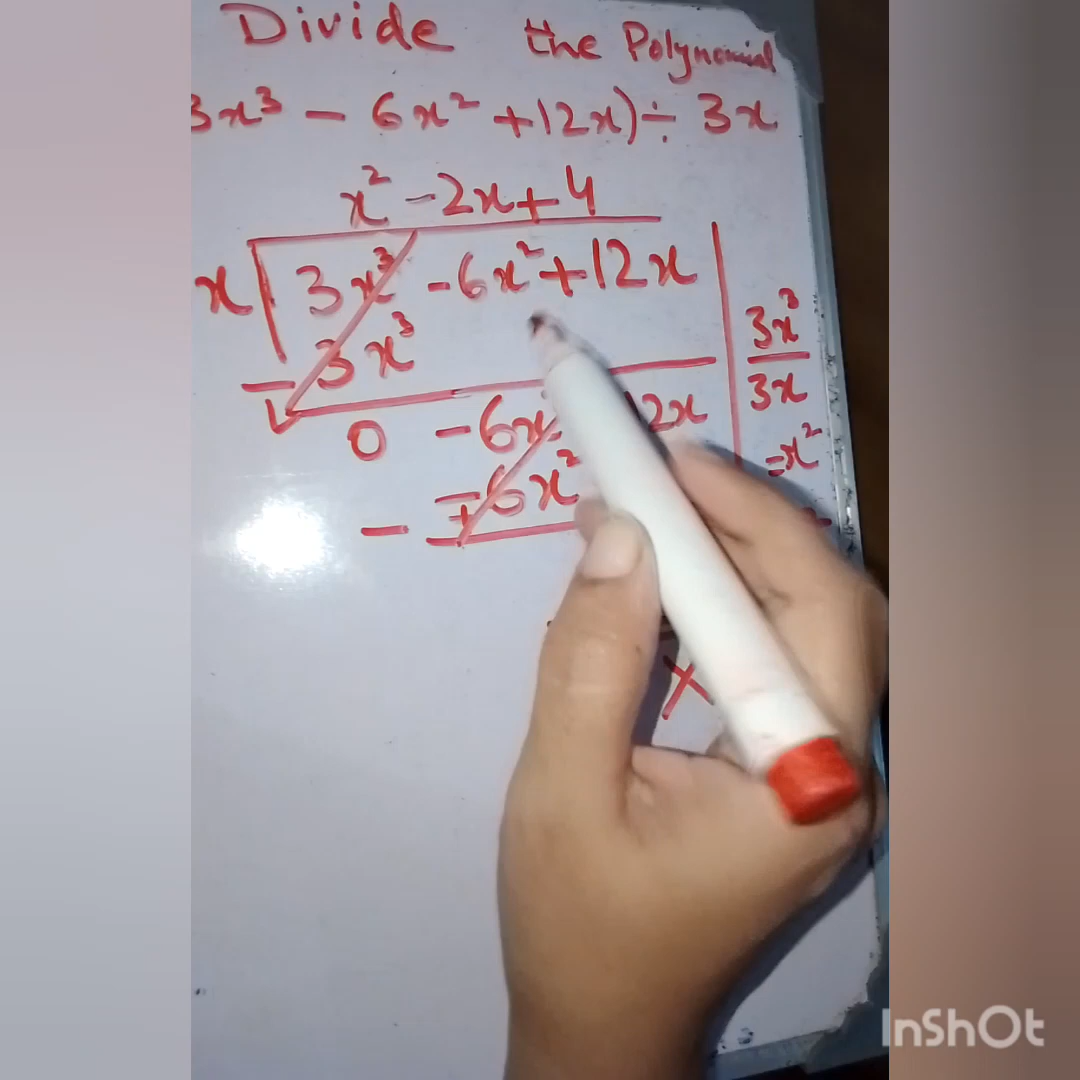 Divide the Polynomial
3x³ - 6x² + 12x) ÷ 3x
x² - 2x + 4
x 3x³ - 6x² + 12x
- 3x³
0 - 6x 12x
- ∓6x²
3x³
3x
= x²
InShOt